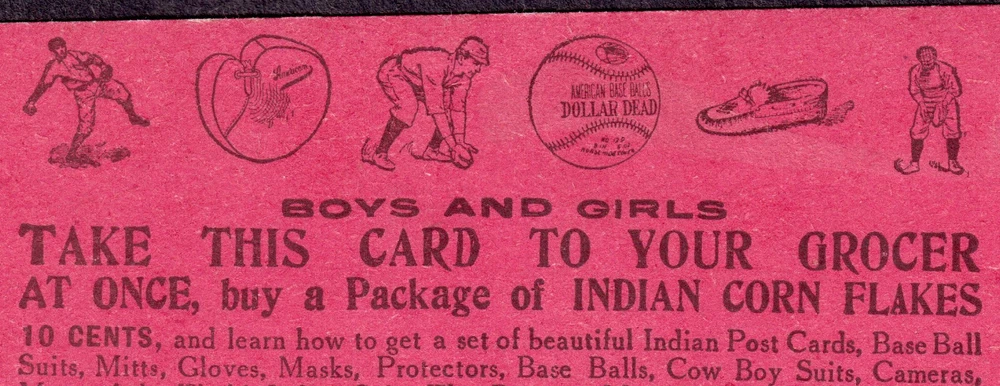 American
AMERICAN BASE BALLS
DOLLAR DEAD
BOYS AND GIRLS
TAKE THIS CARD TO YOUR GROCER
AT ONCE, buy a Package of INDIAN CORN FLAKES
10 CENTS, and learn how to get a set of beautiful Indian Post Cards, Base Ball
Suits, Mitts, Gloves, Masks, Protectors, Base Balls, Cow Boy Suits, Cameras,